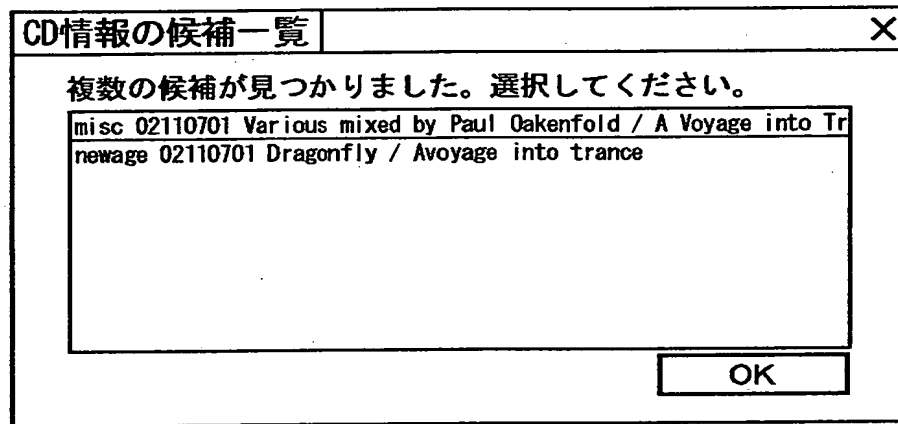 CD情報の候補一覧
×
複数の候補が見つかりました。選択してください。
misc 02110701 Various mixed by Paul Oakenfold / A Voyage into Tr
newage 02110701 Dragonfly / Avoyage into trance
OK